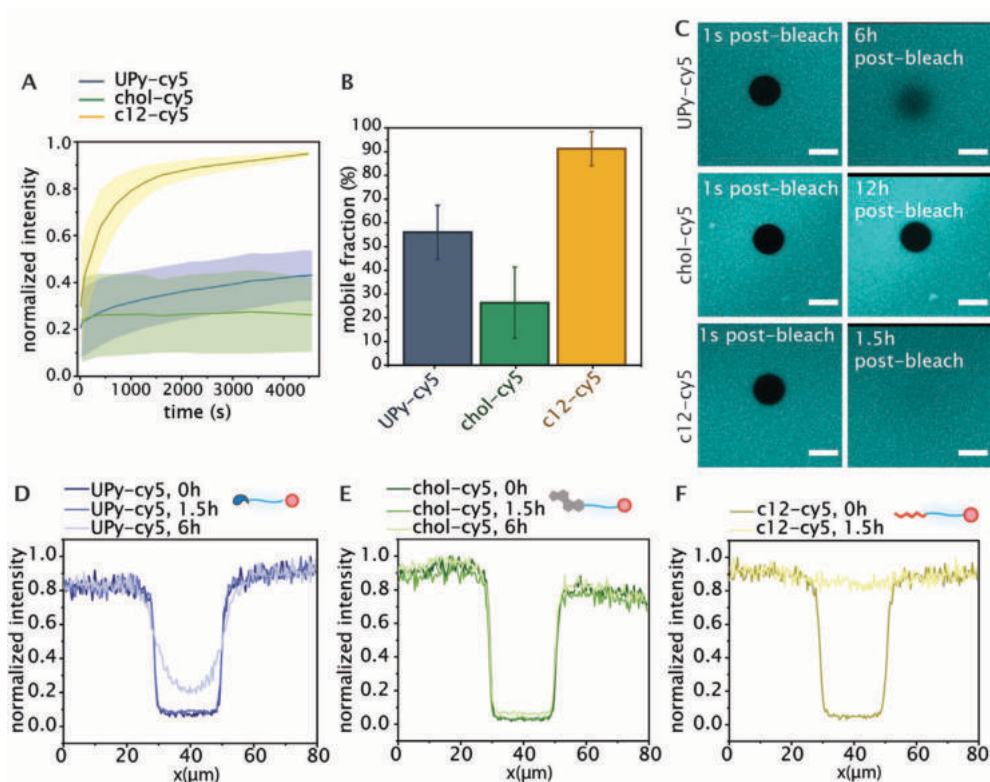 A
UPy-cy5
chol-cy5
c12-cy5
normalized intensity
1.0
0.8
0.6
0.4
0.2
0.0
0
1000
2000
3000
4000
time (s)
B
mobile fraction (%)
100
90
80
70
60
50
40
30
20
10
0
UPy-cy5
chol-cy5
c12-cy5
C
UPy-cy5
1s post-bleach
6h
post-bleach
chol-cy5
1s post-bleach
12h
post-bleach
c12-cy5
1s post-bleach
1.5h
post-bleach
D
UPy-cy5, 0h
UPy-cy5, 1.5h
UPy-cy5, 6h
normalized intensity
1.0
0.8
0.6
0.4
0.2
0.0
0
20
40
60
80
x(μm)
E
chol-cy5, 0h
chol-cy5, 1.5h
chol-cy5, 6h
normalized intensity
1.0
0.8
0.6
0.4
0.2
0.0
0
20
40
60
80
x(μm)
F
c12-cy5, 0h
c12-cy5, 1.5h
normalized intensity
1.0
0.8
0.6
0.4
0.2
0.0
0
20
40
60
80
x(μm)